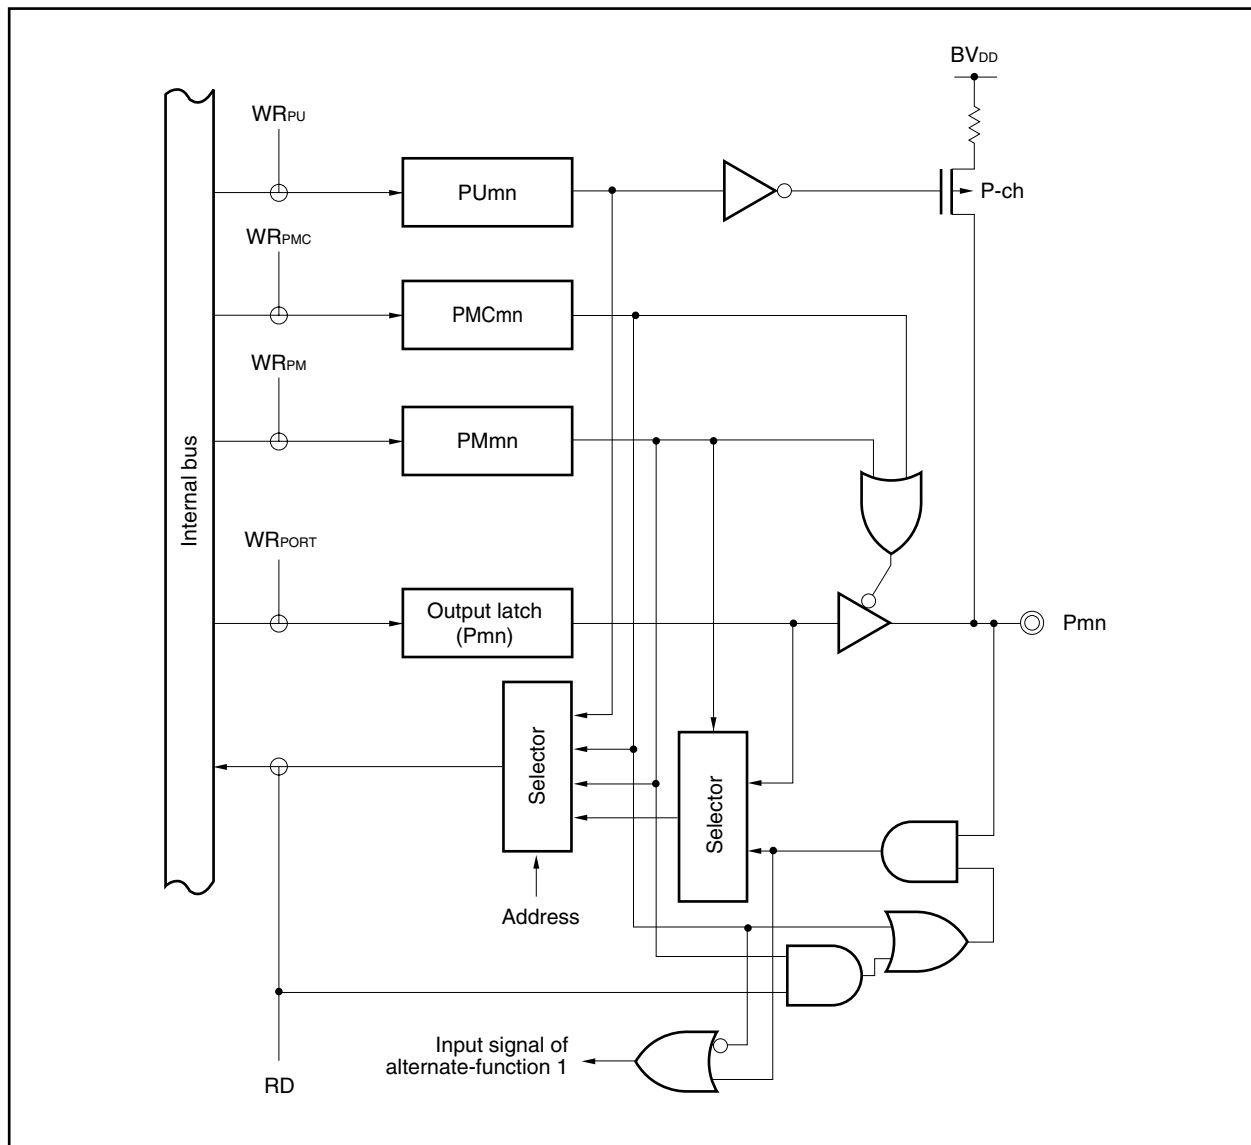 BVDD
WRPU
PUmn
P-ch
WRPMC
PMCmn
WRPM
PMmn
Internal bus
WRPORT
Output latch
(Pmn)
Pmn
Selector
Selector
Address
Input signal of
alternate-function 1
RD